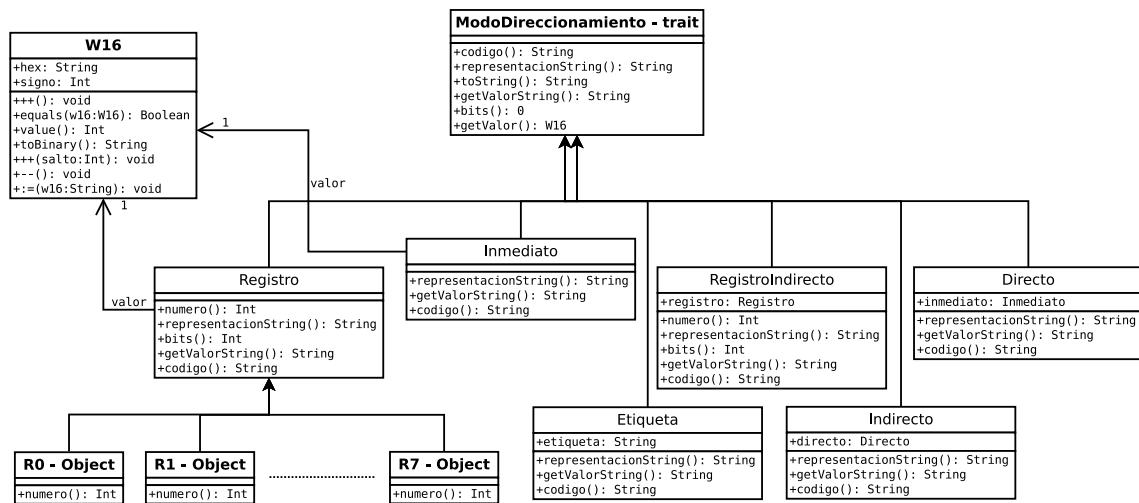 W16
+hex: String
+signo: Int
+++(): void
+equals(w16:W16): Boolean
+value(): Int
+toBinary(): String
+++(salto:Int): void
+--(): void
+:=(w16:String): void
ModoDireccionamiento - trait
+codigo(): String
+representacionString(): String
+toString(): String
+getValorString(): String
+bits(): 0
+getValor(): W16
1
valor
1
valor
Registro
+numero(): Int
+representacionString(): String
+bits(): Int
+getValorString(): String
+codigo(): String
Inmediato
+representacionString(): String
+getValorString(): String
+codigo(): String
RegistroIndirecto
+registro: Registro
+numero(): Int
+representacionString(): String
+bits(): Int
+getValorString(): String
+codigo(): String
Directo
+inmediato: Inmediato
+representacionString(): String
+getValorString(): String
+codigo(): String
Etiqueta
+etiqueta: String
+representacionString(): String
+getValorString(): String
+codigo(): String
Indirecto
+directo: Directo
+representacionString(): String
+getValorString(): String
+codigo(): String
R0 - Object
+numero(): Int
R1 - Object
+numero(): Int
R7 - Object
+numero(): Int